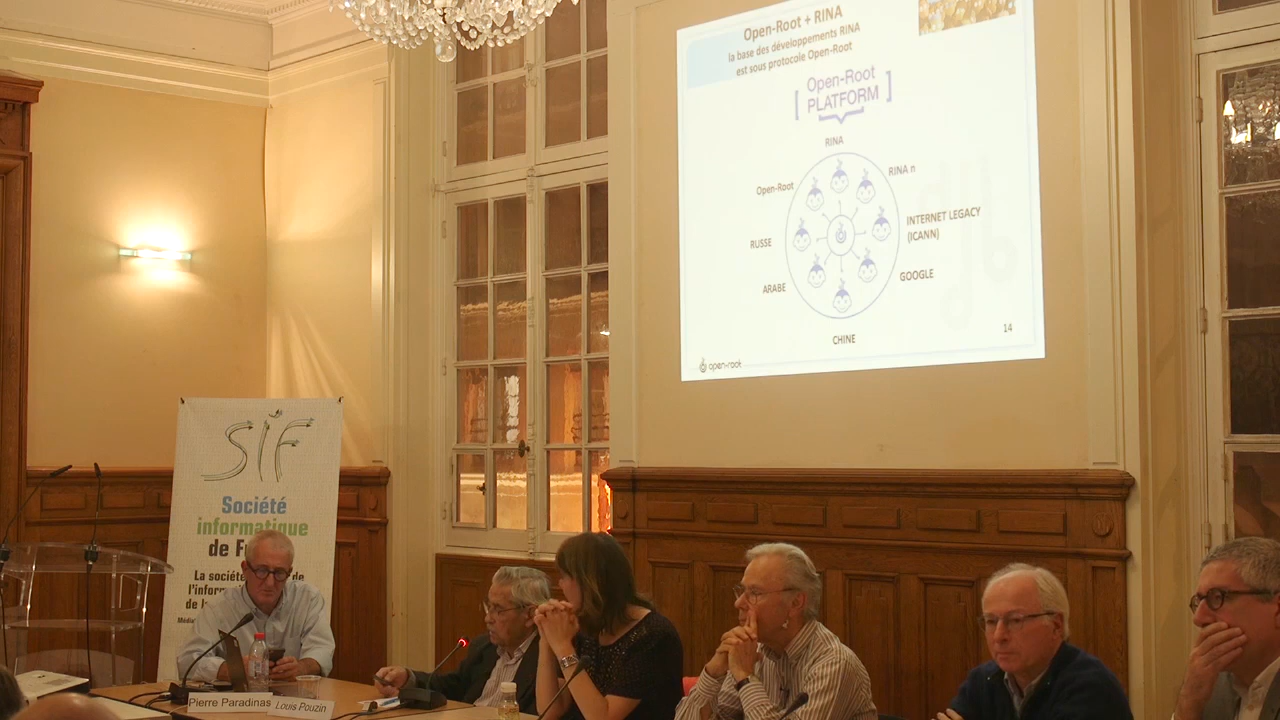 Open-Root + RINA
la base des développements RINA
est sous protocole Open-Root
Open-Root
PLATFORM
RINA
RINA n
Open-Root
INTERNET LEGACY
(ICANN)
RUSSE
GOOGLE
ARABE
CHINE
14
open-root
SIF
Société
informatique
de F
La société de
l'infor
de l
Pierre Paradinas
Louis Pouzin